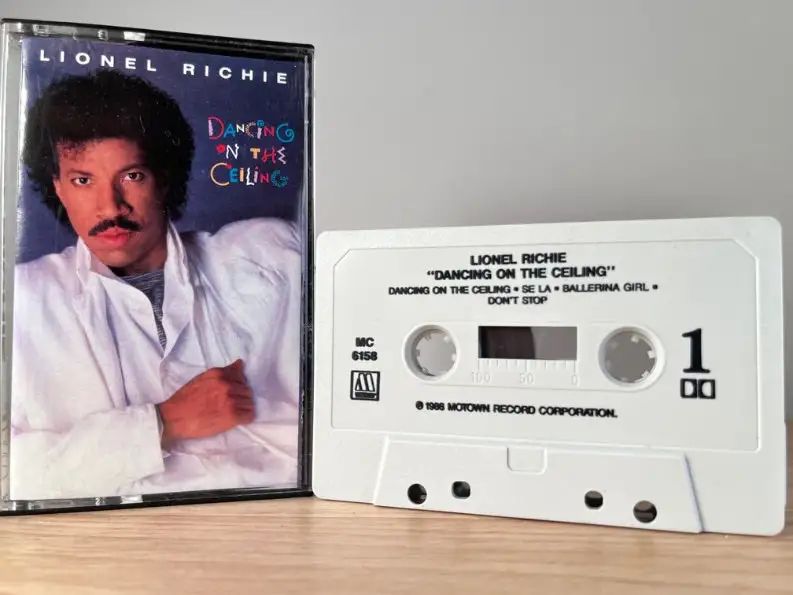 LIONEL RICHIE
DANCING
ON THE
CEILING
LIONEL RICHIE
"DANCING ON THE CEILING"
DANCING ON THE CEILING • SE LA • BALLERINA GIRL •
DON'T STOP
MC
6158
1
100 50 0
M
℗ 1986 MOTOWN RECORD CORPORATION.